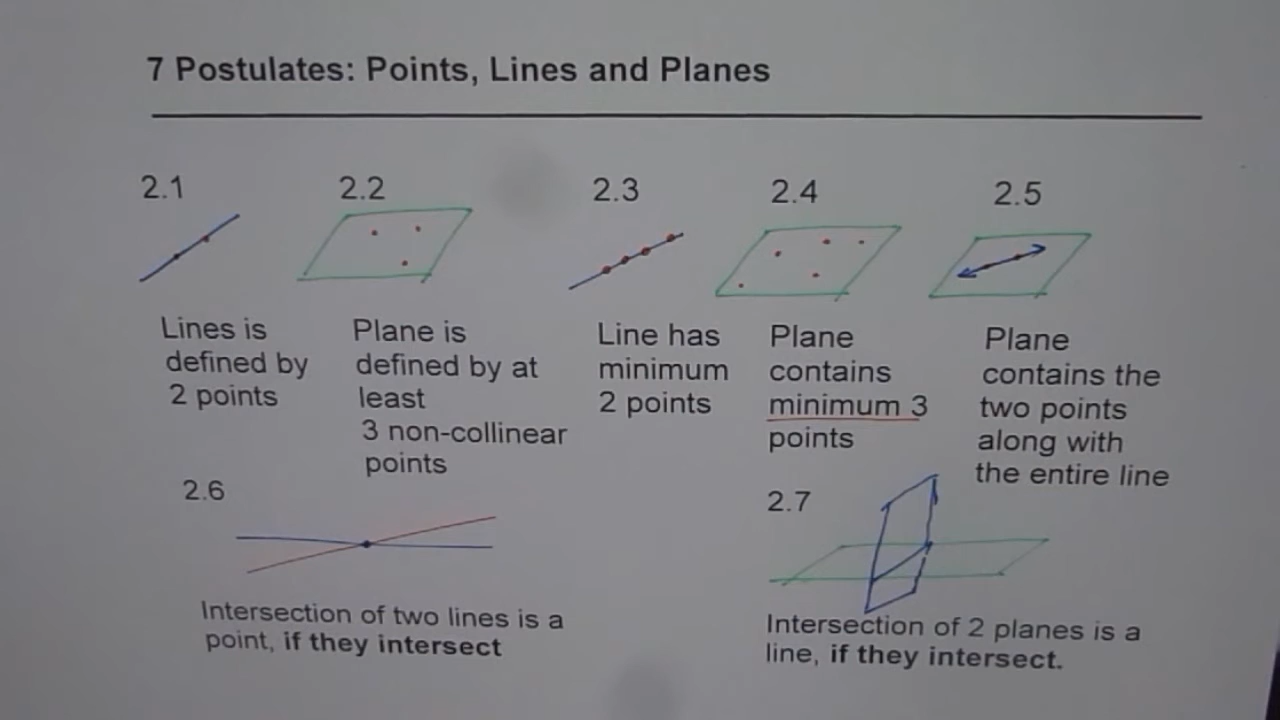 7 Postulates: Points, Lines and Planes
2.1
Lines is
defined by
2 points
2.2
Plane is
defined by at
least
3 non-collinear
points
2.3
Line has
minimum
2 points
2.4
Plane
contains
minimum 3
points
2.5
Plane
contains the
two points
along with
the entire line
2.6
Intersection of two lines is a
point, if they intersect
2.7
Intersection of 2 planes is a
line, if they intersect.